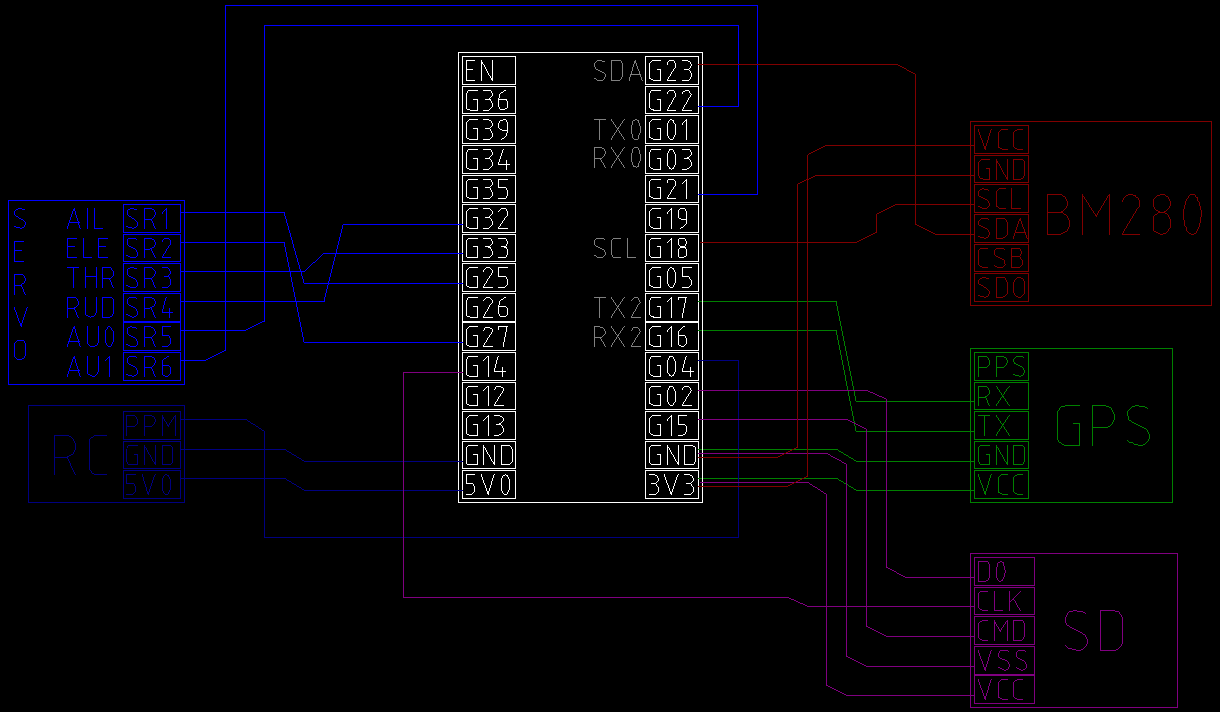 EN SDA G23
G36 G22
G39 TX0 G01
G34 RX0 G03
G35 G21
G32 G19
G33 SCL G18
G25 G05
G26 TX2 G17
G27 RX2 G16
G14 G04
G12 G02
G13 G15
GND GND
5V0 3V3
SERVO
AIL SR1
ELE SR2
THR SR3
RUD SR4
AU0 SR5
AU1 SR6
RC
PPM
GND
5V0
VCC
GND
SCL
SDA
CSB
SDO
BM280
PPS
RX
TX
GND
VCC
GPS
D0
CLK
CMD
VSS
VCC
SD